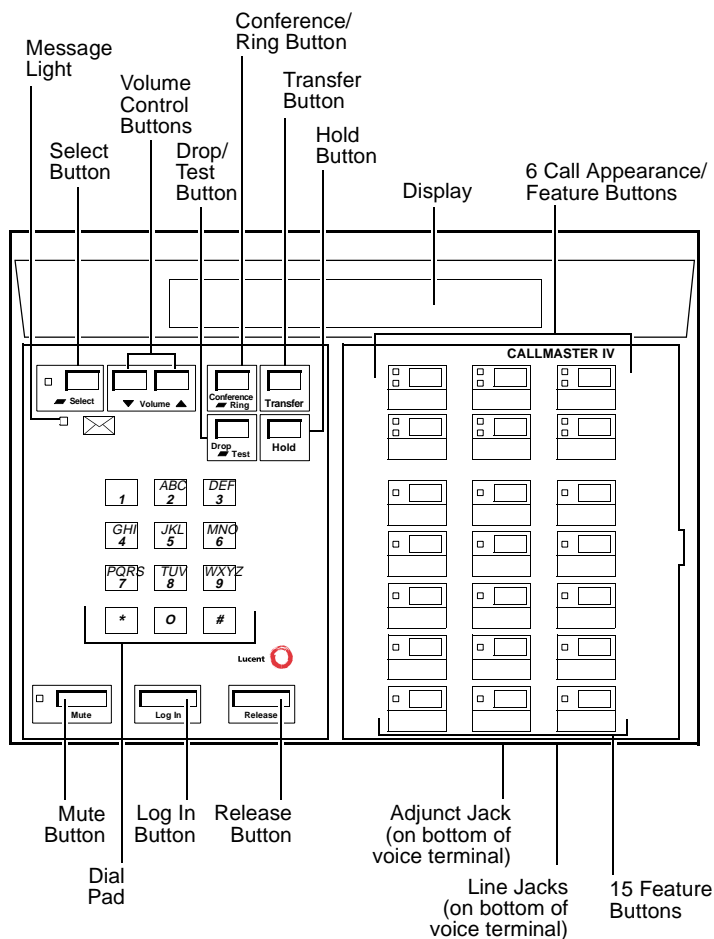 Conference/
Ring Button
Message
Light
Volume
Control
Buttons
Transfer
Button
Hold
Button
Select
Button
Drop/
Test
Button
Display
6 Call Appearance/
Feature Buttons
CALLMASTER IV
Select
Volume
Conference
Ring
Transfer
Drop
Test
Hold
1
ABC
2
DEF
3
GHI
4
JKL
5
MNO
6
PQRS
7
TUV
8
WXYZ
9
*
O
#
Lucent
Mute
Log In
Release
Mute
Button
Log In
Button
Release
Button
Dial
Pad
Adjunct Jack
(on bottom of
voice terminal)
Line Jacks
(on bottom of
voice terminal)
15 Feature
Buttons